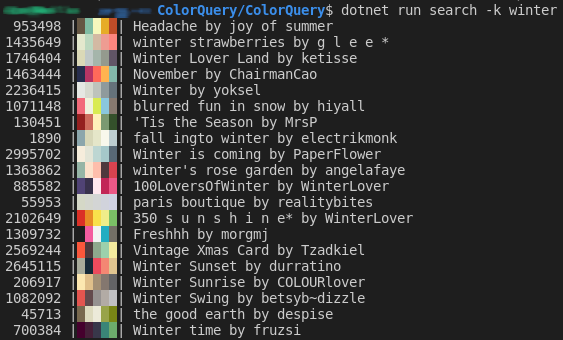 ColorQuery/ColorQuery$ dotnet run search -k winter
953498 | | Headache by joy of summer
1435649 | | winter strawberries by g l e e *
1746404 | | Winter Lover Land by ketisse
1463444 | | November by ChairmanCao
2236415 | | Winter by yoksel
1071148 | | blurred fun in snow by hiyall
130451 | | 'Tis the Season by MrsP
1890 | | fall ingto winter by electrikmonk
2995702 | | Winter is coming by PaperFlower
1363862 | | winter's rose garden by angelafaye
885582 | | 100LoversOfWinter by WinterLover
55953 | | paris boutique by realitybites
2102649 | | 350 s u n s h i n e* by WinterLover
1309732 | | Freshhh by morgmj
2569244 | | Vintage Xmas Card by Tzadkiel
2645115 | | Winter Sunset by durratino
206917 | | Winter Sunrise by COLOURlover
1082092 | | Winter Swing by betsyb~dizzle
45713 | | the good earth by despise
700384 | | Winter time by fruzsi